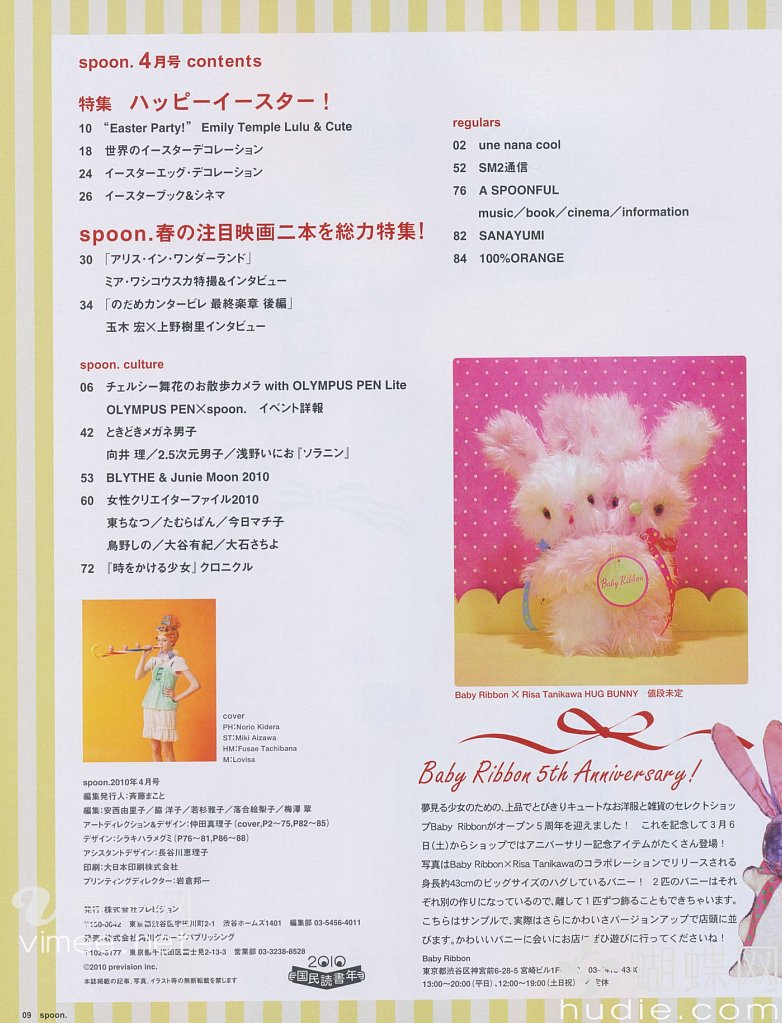 spoon. 4月号 contents
特集 ハッピーイースター！
10 “Easter Party!” Emily Temple Lulu & Cute
18 世界のイースターデコレーション
24 イースターエッグ・デコレーション
26 イースターブック&シネマ
spoon.春の注目映画二本を総力特集！
30 「アリス・イン・ワンダーランド」
ミア・ワシコウスカ特撮&インタビュー
34 「のだめカンタービレ 最終楽章 後編」
玉木 宏×上野樹里インタビュー
spoon. culture
06 チェルシー舞花のお散歩カメラ with OLYMPUS PEN Lite
OLYMPUS PEN×spoon. イベント詳報
42 ときどきメガネ男子
向井 理／2.5次元男子／浅野いにお『ソラニン』
53 BLYTHE & Junie Moon 2010
60 女性クリエイターファイル2010
東ちなつ／たむらぱん／今日マチ子
鳥野しの／大谷有紀／大石さちよ
72 『時をかける少女』クロニクル
regulars
02 une nana cool
52 SM2通信
76 A SPOONFUL
music／book／cinema／information
82 SANAYUMI
84 100%ORANGE
Baby Ribbon
Baby Ribbon × Risa Tanikawa HUG BUNNY 値段未定
cover
PH:Norio Kidera
ST:Miki Aizawa
HM:Fusae Tachibana
M:Lovisa
spoon.2010年4月号
編集発行人:斉藤まこと
編集:安西由里子／脇 洋子／若杉雅子／落合絵梨子／梅澤 翠
アートディレクション&デザイン:仲田真理子(cover,P2〜75,P82〜85)
デザイン:シラキハラメグミ(P76〜81,P86〜88)
アシスタントデザイン:長谷川恵理子
印刷:大日本印刷株式会社
プリンティングディレクター:岩倉邦一
発行:株式会社プレビジョン
〒150-0042 東京都渋谷区宇田川町2-1 渋谷ホームズ1401 編集部 03-5456-4011
発売:株式会社角川グループパブリッシング
〒102-8177 東京都千代田区富士見2-13-3 営業部 03-3238-8528
©2010 prevision inc.
本誌掲載の記事、写真、イラスト等の無断転載を禁じます
2010
国民読書年
Baby Ribbon 5th Anniversary!
夢見る少女のための、上品でとびきりキュートなお洋服と雑貨のセレクトショッ
プBaby Ribbonがオープン5周年を迎えました！ これを記念して3月6
日(土)からショップではアニバーサリー記念アイテムがたくさん登場！
写真はBaby Ribbon×Risa Tanikawaのコラボレーションでリリースされる
身長約43cmのビッグサイズのハグしているバニー！ 2匹のバニーはそれ
ぞれ別の作りになっているので、離して1匹ずつ飾ることもできちゃいます。
こちらはサンプルで、実際はさらにかわいさバージョンアップで店頭に並
びます。かわいいバニーに会いにお店にぜひ遊びに行ってくださいね！
Baby Ribbon
東京都渋谷区神宮前6-28-5 宮崎ビル1F
13:00〜20:00(平日)、12:00〜19:00(土日祝) 定休
09 spoon.
蝴蝶网
hudie.com